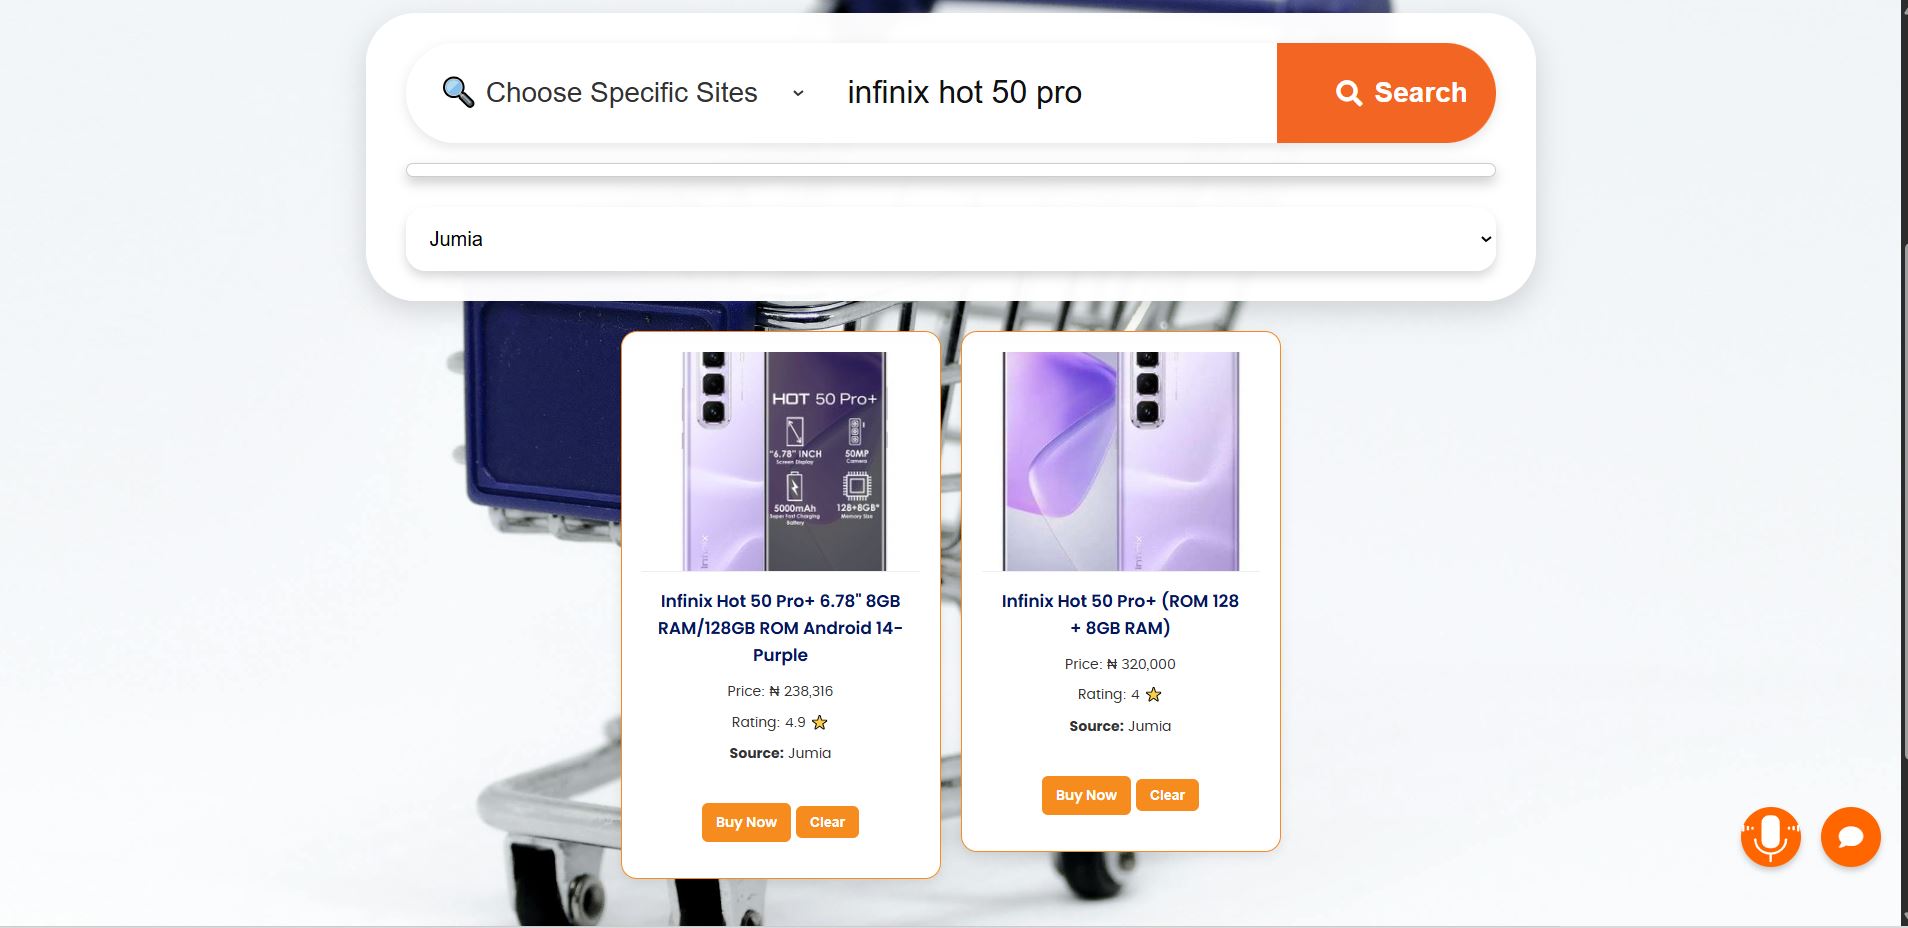 Choose Specific Sites
infinix hot 50 pro
Search
Jumia
HOT 50 Pro+
"6.78" INCH
Screen Display
50MP
Camera
5000mAh
Super Fast Charging
Battery
128+8GB*
Memory Size
Infinix
Infinix Hot 50 Pro+ 6.78" 8GB
RAM/128GB ROM Android 14-
Purple
Price: ₦ 238,316
Rating: 4.9
Source: Jumia
Buy Now
Clear
Infinix
Infinix Hot 50 Pro+ (ROM 128
+ 8GB RAM)
Price: ₦ 320,000
Rating: 4
Source: Jumia
Buy Now
Clear